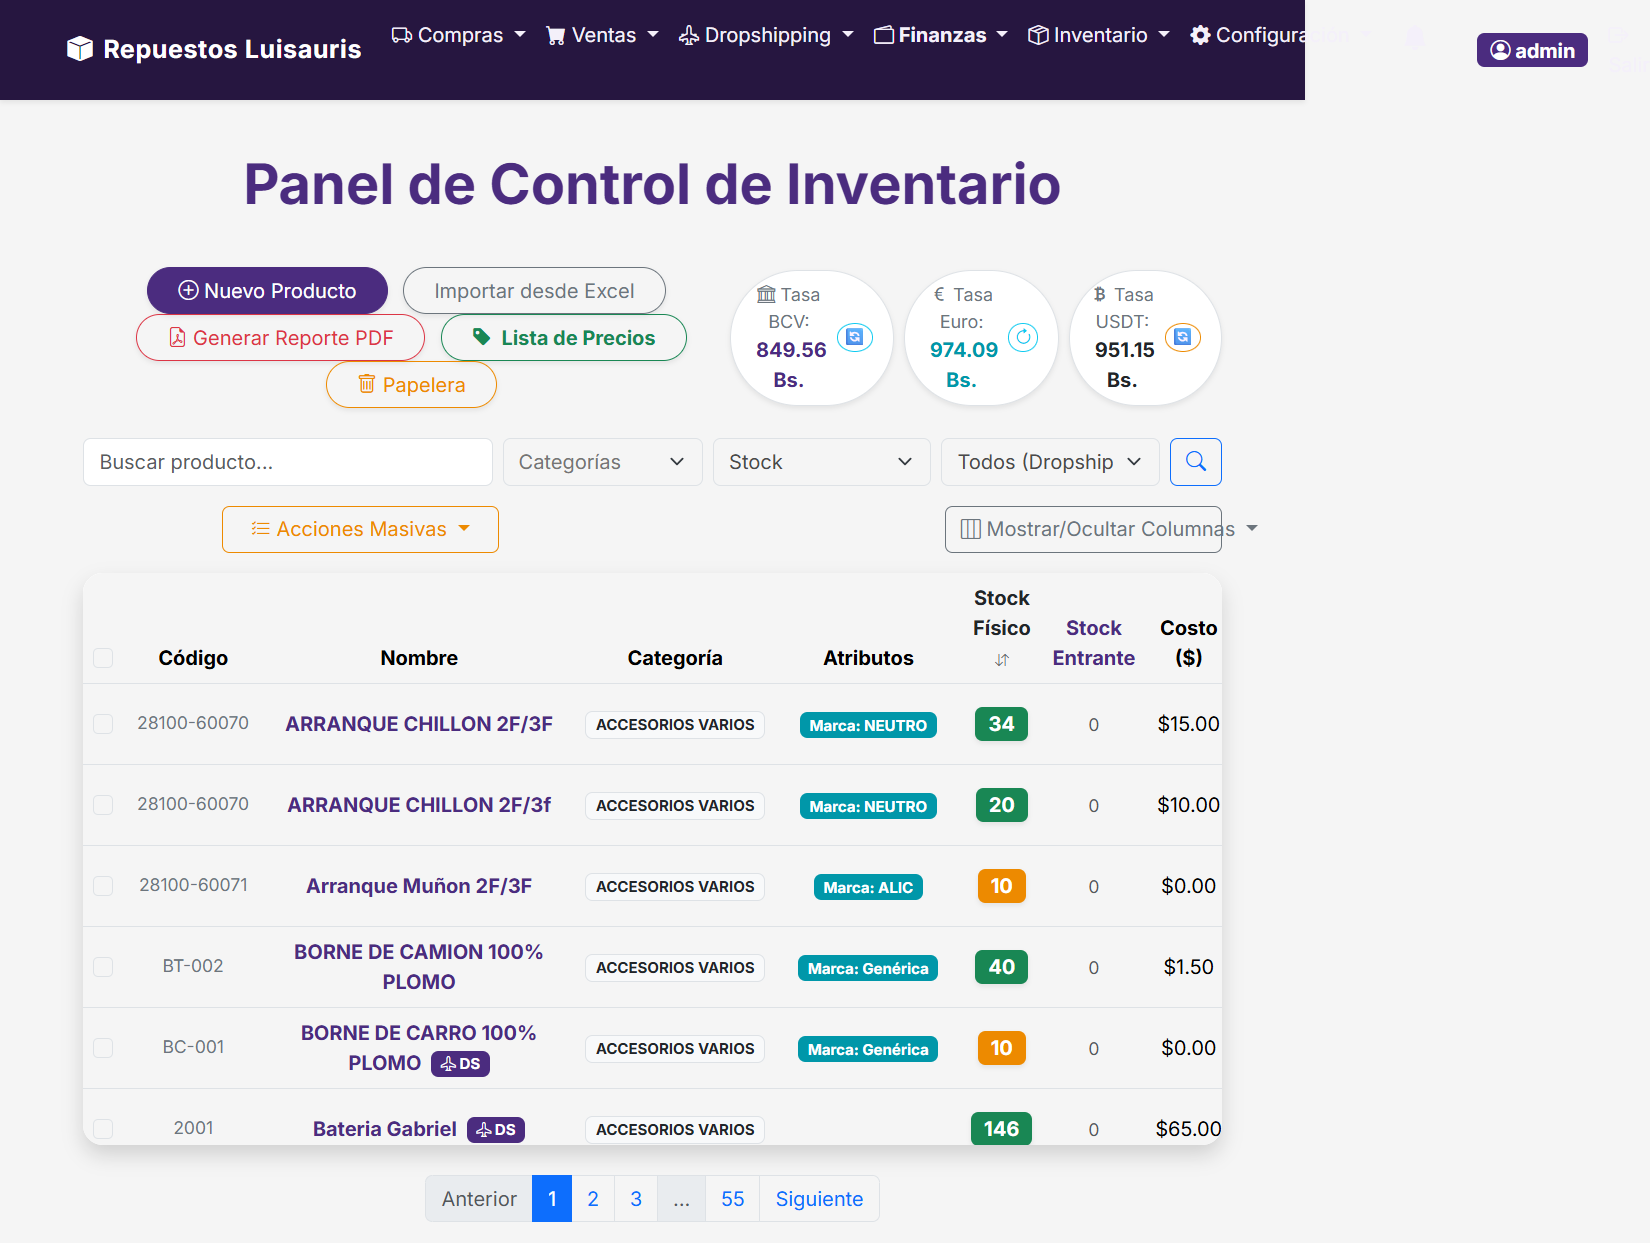 Repuestos Luisauris
Compras
Ventas
Dropshipping
Finanzas
Inventario
Configura
admin
Panel de Control de Inventario
Nuevo Producto
Importar desde Excel
Generar Reporte PDF
Lista de Precios
Papelera
Tasa
BCV:
849.56
Bs.
€ Tasa
Euro:
974.09
Bs.
Tasa
USDT:
951.15
Bs.
Buscar producto...
Categorías
Stock
Todos (Dropship
Acciones Masivas
Mostrar/Ocultar Columnas
Código
Nombre
Categoría
Atributos
Stock
Físico
Stock
Entrante
Costo
($)
28100-60070
ARRANQUE CHILLON 2F/3F
ACCESORIOS VARIOS
Marca: NEUTRO
34
0
$15.00
28100-60070
ARRANQUE CHILLON 2F/3f
ACCESORIOS VARIOS
Marca: NEUTRO
20
0
$10.00
28100-60071
Arranque Muñon 2F/3F
ACCESORIOS VARIOS
Marca: ALIC
10
0
$0.00
BT-002
BORNE DE CAMION 100%
PLOMO
ACCESORIOS VARIOS
Marca: Genérica
40
0
$1.50
BC-001
BORNE DE CARRO 100%
PLOMO DS
ACCESORIOS VARIOS
Marca: Genérica
10
0
$0.00
2001
Bateria Gabriel DS
ACCESORIOS VARIOS
146
0
$65.00
Anterior 1 2 3 ... 55 Siguiente